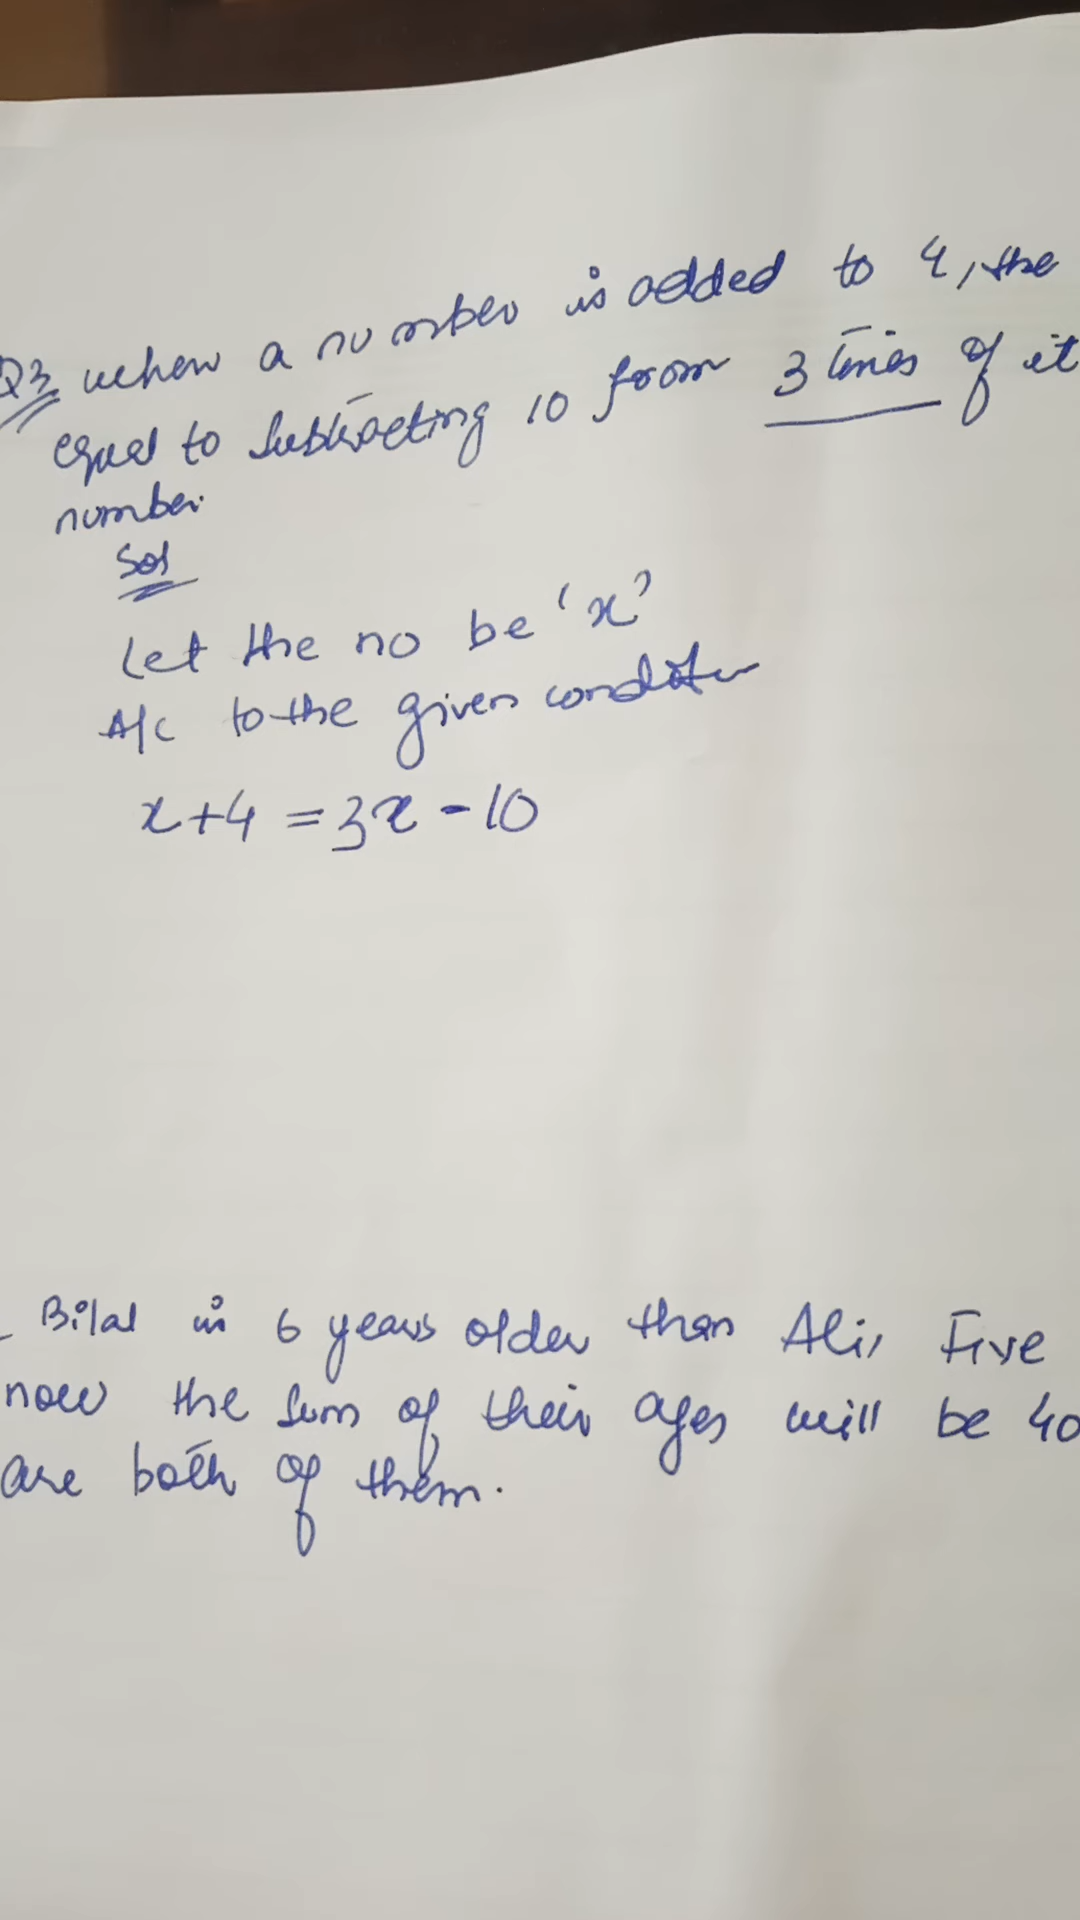 Q3 when a number is added to 4, the
equal to subtracting 10 from 3 times of it
number.
Sol
Let the no be 'x'
A/c to the given condition
x+4 = 3x - 10
Bilal is 6 years older than Ali, Five
now the sum of their ages will be 40
are both of them.